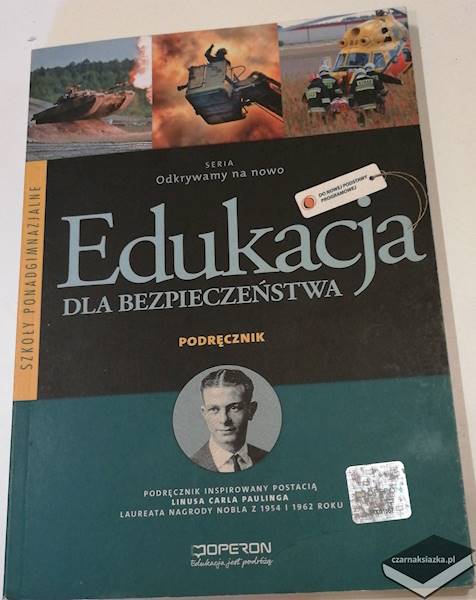 SERIA
Odkrywamy na nowo
DO NOWEJ PODSTAWY
PROGRAMOWEJ
SZKOŁY PONADGIMNAZJALNE
Edukacja
DLA BEZPIECZEŃSTWA
PODRĘCZNIK
PODRĘCZNIK INSPIROWANY POSTACIĄ
LINUSA CARLA PAULINGA
LAUREATA NAGRODY NOBLA Z 1954 I 1962 ROKU
OPERON
Edukacja jest podróżą
czarnaksiazka.pl